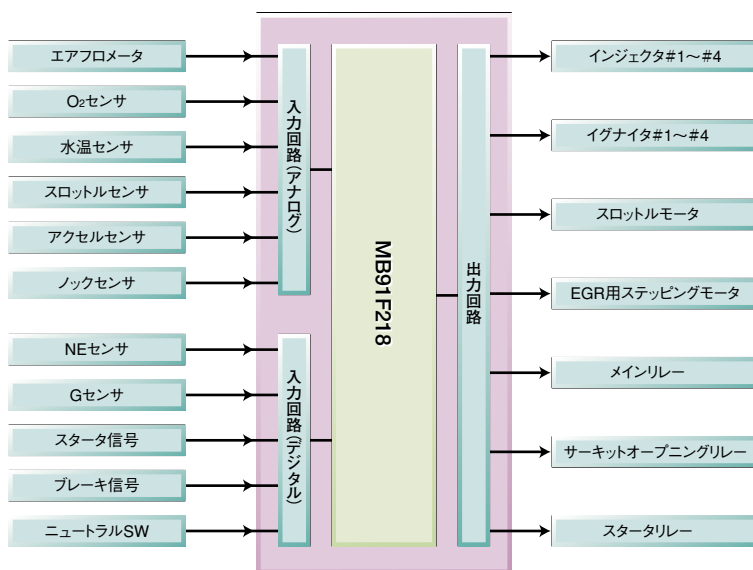 エアフロメータ
O₂センサ
水温センサ
スロットルセンサ
アクセルセンサ
ノックセンサ
NEセンサ
Gセンサ
スタータ信号
ブレーキ信号
ニュートラルSW
入力回路(アナログ)
入力回路(デジタル)
MB91F218
出力回路
インジェクタ#1～#4
イグナイタ#1～#4
スロットルモータ
EGR用ステッピングモータ
メインリレー
サーキットオープニングリレー
スタータリレー